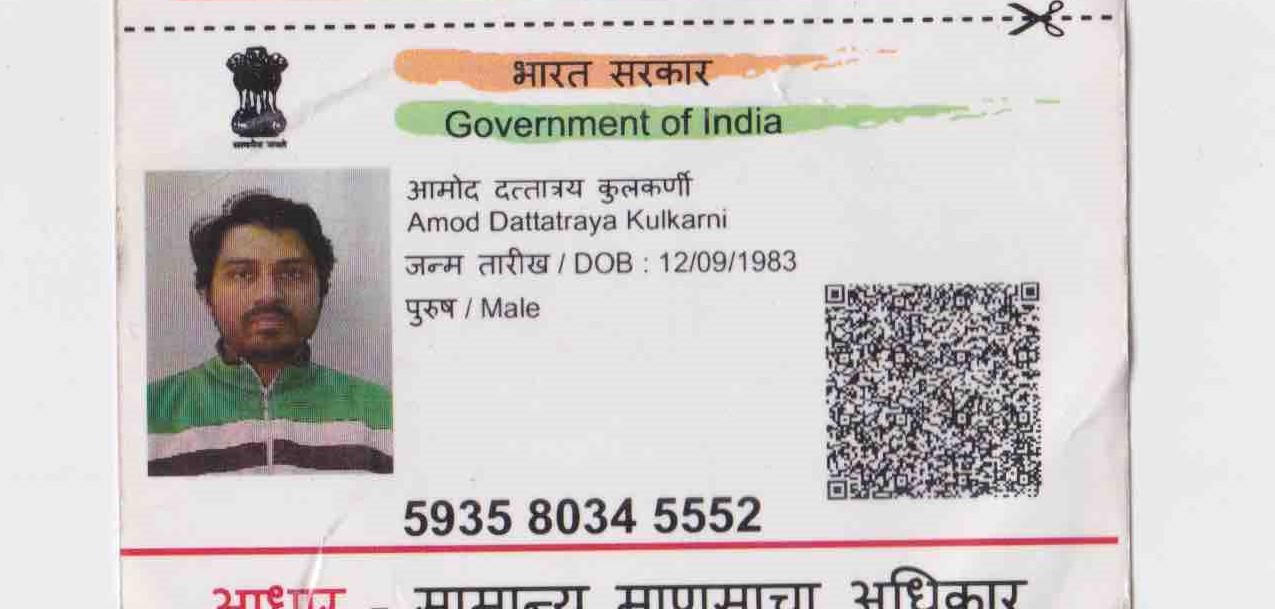 भारत सरकार
Government of India
सत्यमेव जयते
आमोद दत्तात्रय कुलकर्णी
Amod Dattatraya Kulkarni
जन्म तारीख / DOB : 12/09/1983
पुरुष / Male
5935 8034 5552
आधार - सामान्य माणसाचा अधिकार